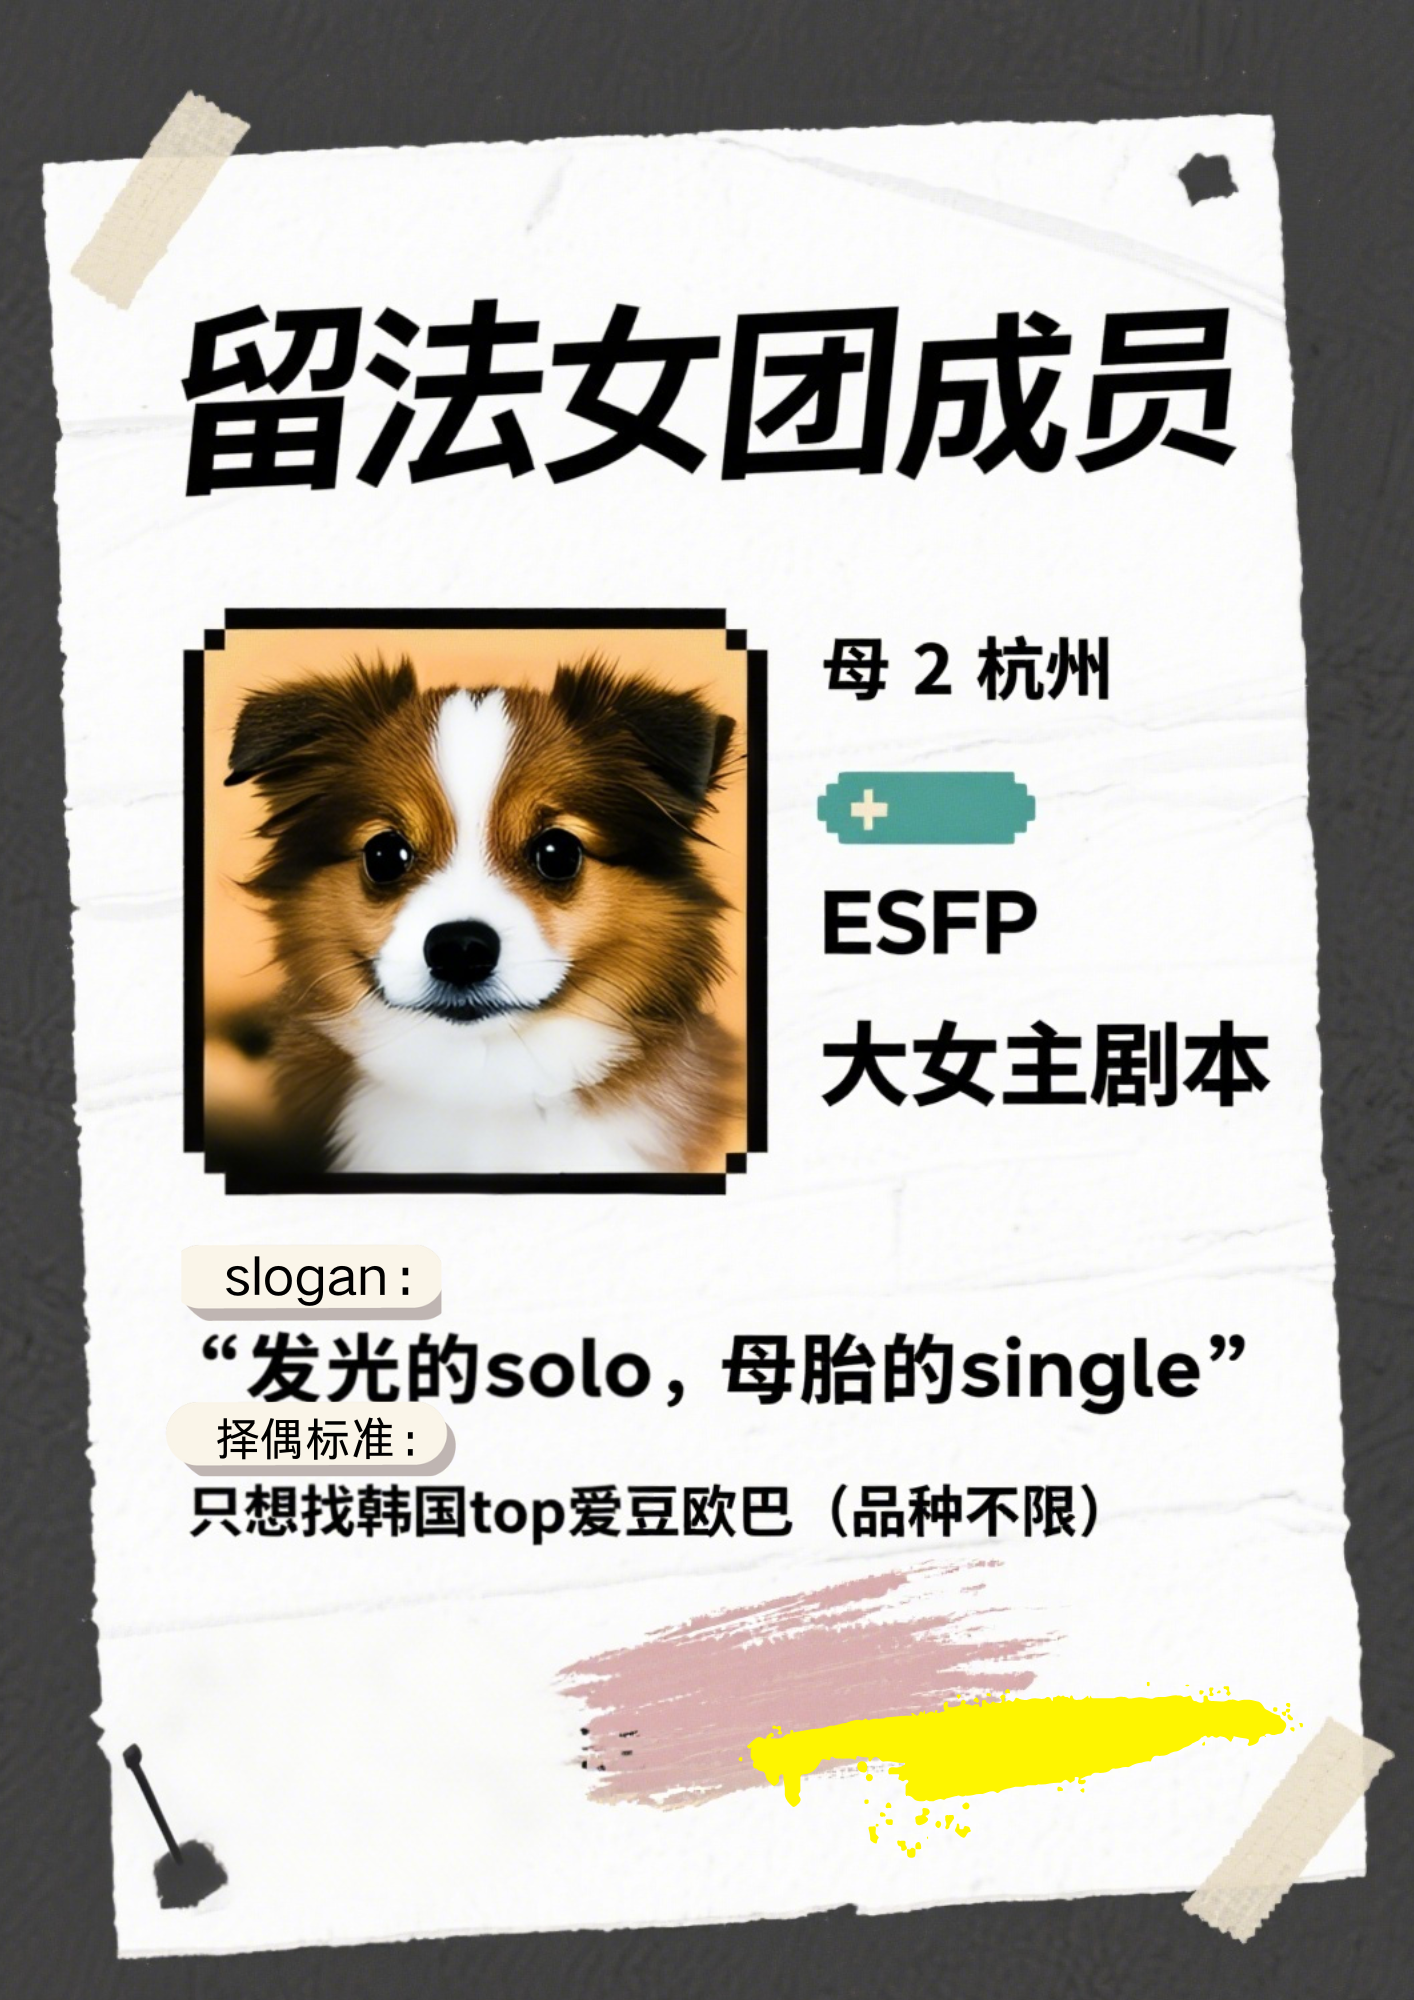 留法女团成员
母 2 杭州
ESFP
大女主剧本
slogan：
“发光的solo，母胎的single”
择偶标准：
只想找韩国top爱豆欧巴（品种不限）